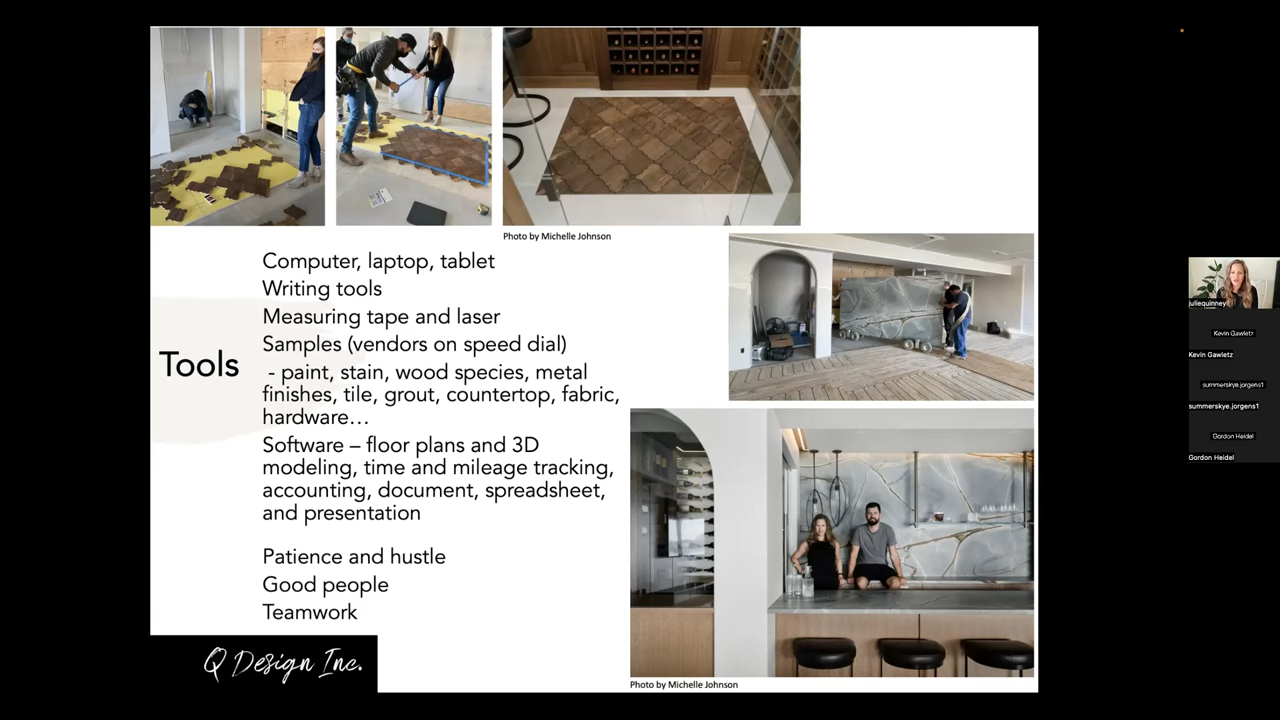 Photo by Michelle Johnson
Tools
Computer, laptop, tablet
Writing tools
Measuring tape and laser
Samples (vendors on speed dial)
- paint, stain, wood species, metal
finishes, tile, grout, countertop, fabric,
hardware…
Software – floor plans and 3D
modeling, time and mileage tracking,
accounting, document, spreadsheet,
and presentation
Patience and hustle
Good people
Teamwork
Q Design Inc.
Photo by Michelle Johnson
juliequinney
Kevin Gawletz
Kevin Gawletz
summerskye.jorgens1
summerskye.jorgens1
Gordon Heidel
Gordon Heidel